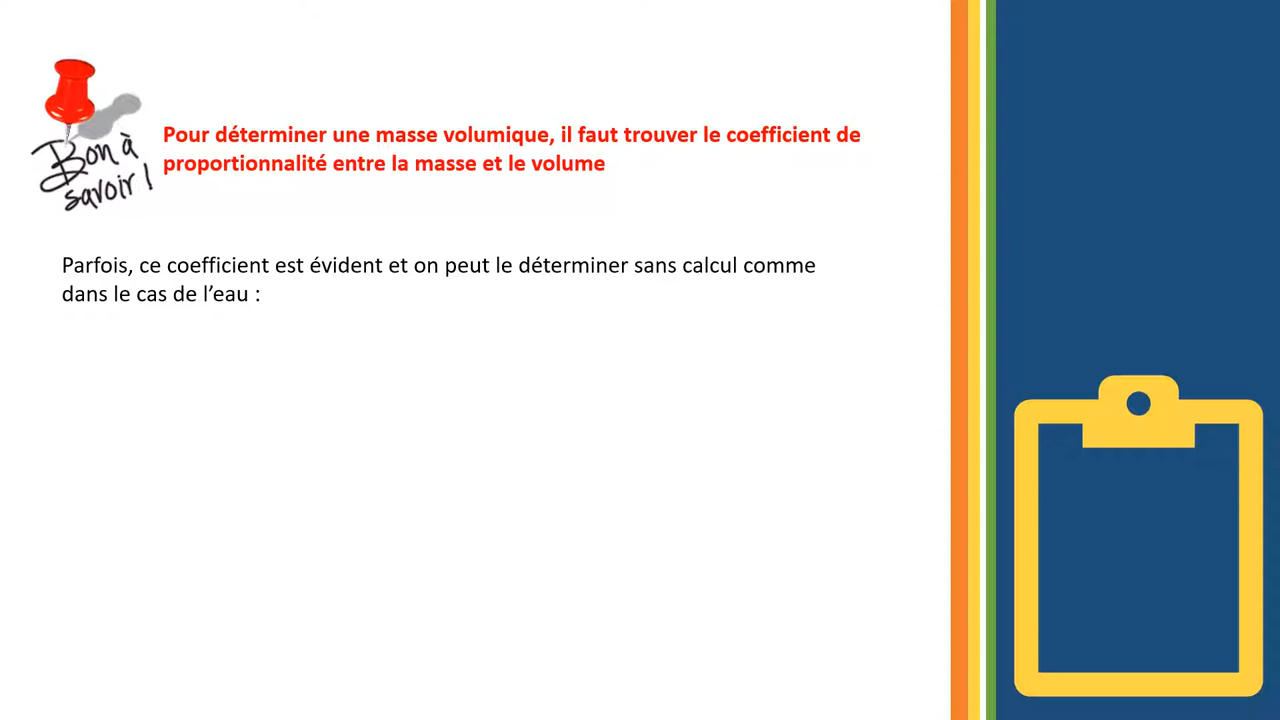 Bon à
savoir !
Pour déterminer une masse volumique, il faut trouver le coefficient de
proportionnalité entre la masse et le volume
Parfois, ce coefficient est évident et on peut le déterminer sans calcul comme
dans le cas de l’eau :